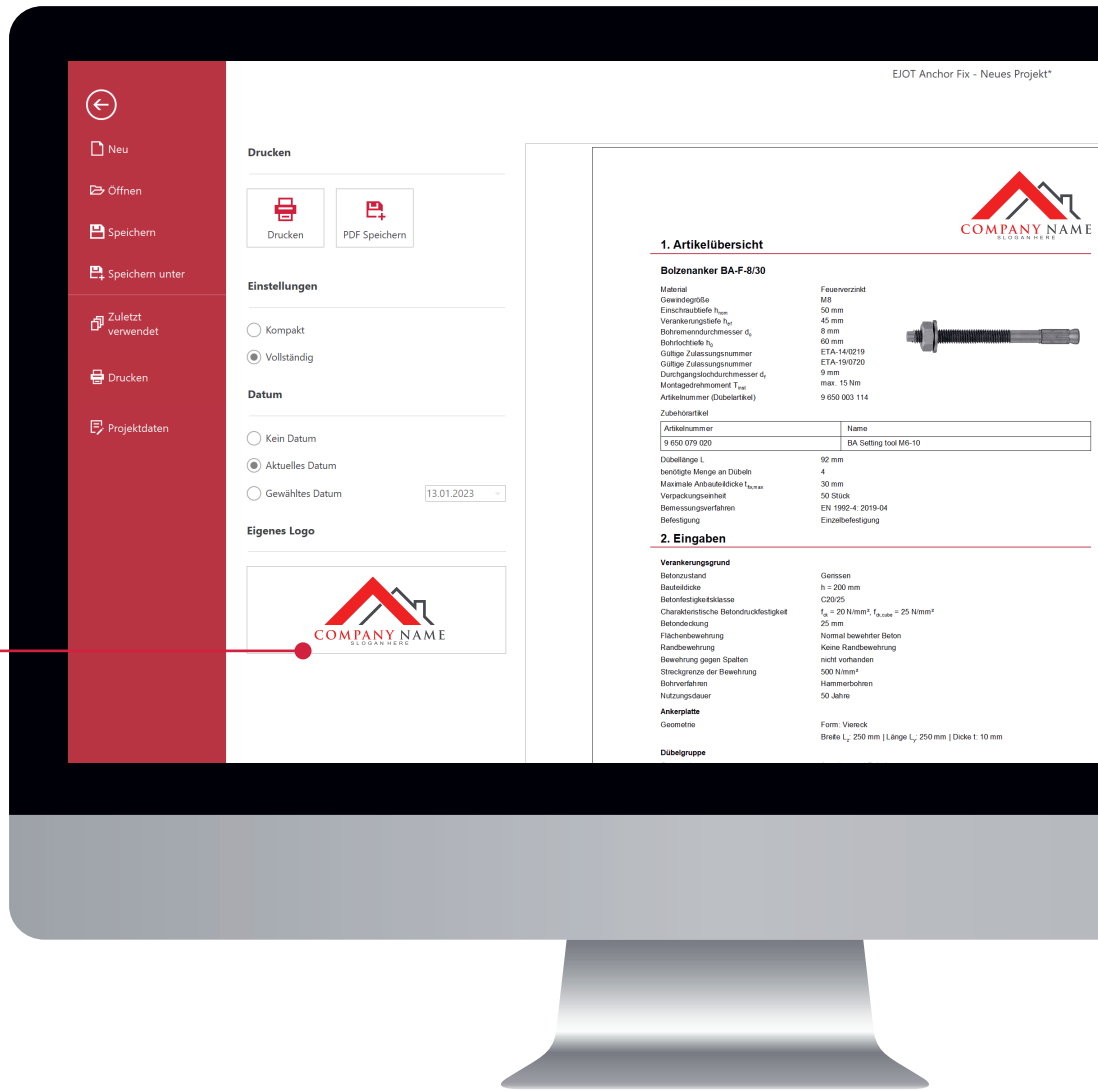 EJOT Anchor Fix - Neues Projekt*
Neu
Öffnen
Speichern
Speichern unter
Zuletzt
verwendet
Drucken
Projektdaten
Drucken
Drucken
PDF Speichern
Einstellungen
Kompakt
Vollständig
Datum
Kein Datum
Aktuelles Datum
Gewähltes Datum 13.01.2023
Eigenes Logo
COMPANY NAME
SLOGAN HERE
COMPANY NAME
SLOGAN HERE
1. Artikelübersicht
Bolzenanker BA-F-8/30
Material Feuerverzinkt
Gewindegröße M8
Einschraubtiefe hnom 50 mm
Verankerungstiefe hef 45 mm
Bohrernenndurchmesser do 8 mm
Bohrlochtiefe h0 60 mm
Gültige Zulassungsnummer ETA-14/0219
Gültige Zulassungsnummer ETA-19/0720
Durchgangslochdurchmesser df 9 mm
Montagedrehmoment Tinst max. 15 Nm
Artikelnummer (Dübelartikel) 9 650 003 114
Zubehörartikel
Artikelnummer Name
9 650 079 020 BA Setting tool M6-10
Dübellänge L 92 mm
benötigte Menge an Dübeln 4
Maximale Anbauteildicke tfix,max 30 mm
Verpackungseinheit 50 Stück
Bemessungsverfahren EN 1992-4: 2019-04
Befestigung Einzelbefestigung
2. Eingaben
Verankerungsgrund
Betonzustand Gerissen
Bauteildicke h = 200 mm
Betonfestigkeitsklasse C20/25
Charakteristische Betondruckfestigkeit fck = 20 N/mm², fck,cube = 25 N/mm²
Betondeckung 25 mm
Flächenbewehrung Normal bewehrter Beton
Randbewehrung Keine Randbewehrung
Bewehrung gegen Spalten nicht vorhanden
Streckgrenze der Bewehrung 500 N/mm²
Bohrverfahren Hammerbohren
Nutzungsdauer 50 Jahre
Ankerplatte
Geometrie Form: Viereck
Breite Lx: 250 mm | Länge Ly: 250 mm | Dicke t: 10 mm
Dübelgruppe